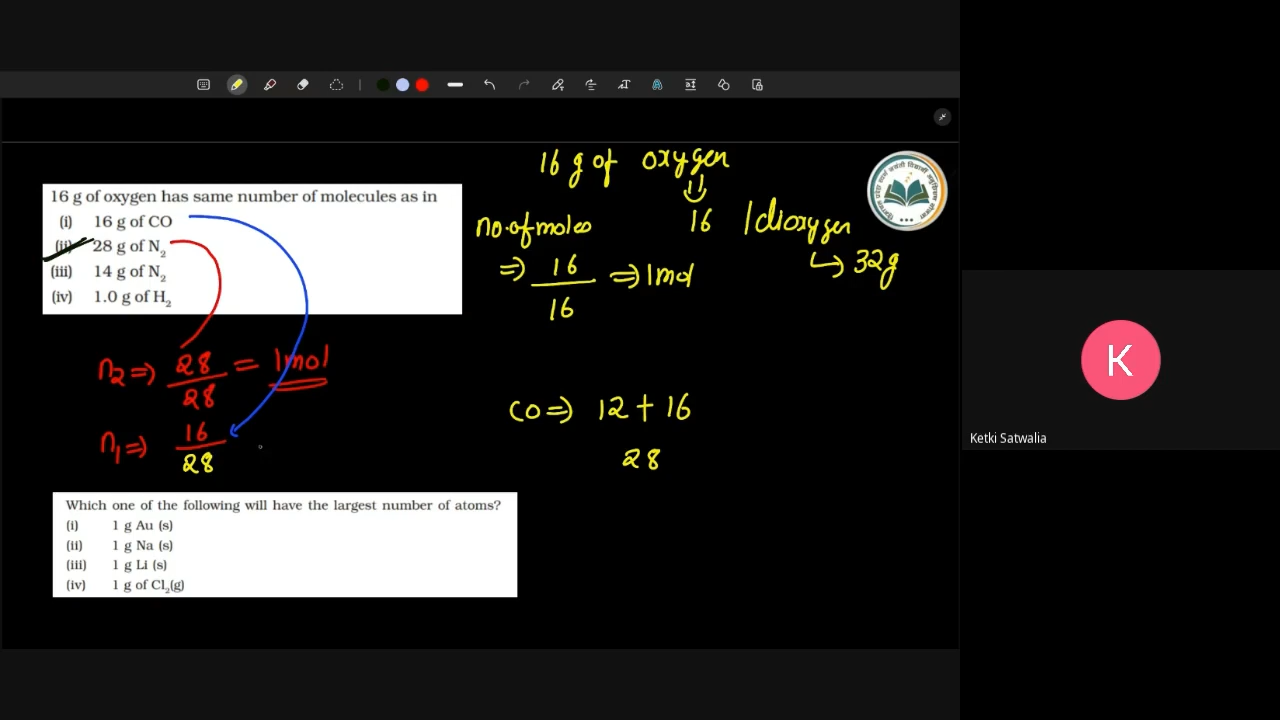 16 g of oxygen
16 g of oxygen has same number of molecules as in
(i) 16 g of CO
(ii) 28 g of N₂
(iii) 14 g of N₂
(iv) 1.0 g of H₂
no. of moles
16
1dioxygen
↳ 32g
⇒ 16/16 ⇒ 1mol
n₂ ⇒ 28/28 = 1mol
n₁ ⇒ 16/28
CO ⇒ 12 + 16
28
Ketki Satwalia
K
Which one of the following will have the largest number of atoms?
(i) 1 g Au (s)
(ii) 1 g Na (s)
(iii) 1 g Li (s)
(iv) 1 g of Cl₂(g)